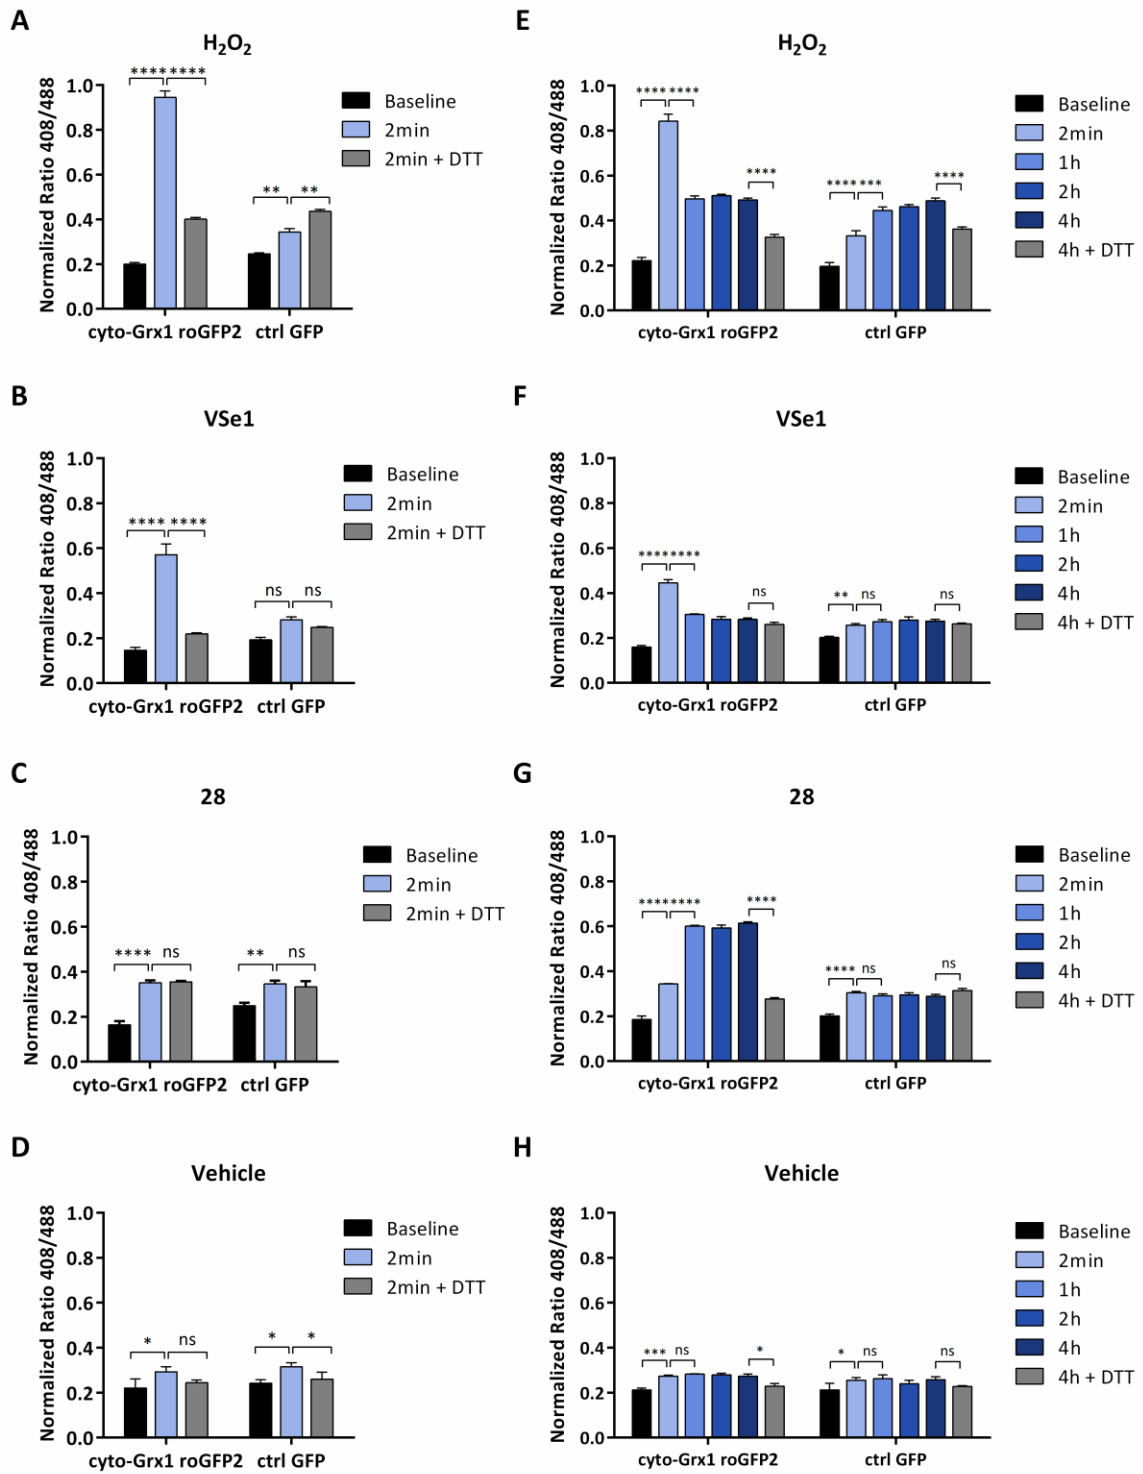 A
H₂O₂
Normalized Ratio 408/488
1.0
0.8
0.6
0.4
0.2
0.0
**** ****
** **
cyto-Grx1 roGFP2 ctrl GFP
Baseline
2min
2min + DTT
E
H₂O₂
Normalized Ratio 408/488
1.0
0.8
0.6
0.4
0.2
0.0
**** **** ****
**** *** ****
cyto-Grx1 roGFP2 ctrl GFP
Baseline
2min
1h
2h
4h
4h + DTT
B
VSe1
Normalized Ratio 408/488
1.0
0.8
0.6
0.4
0.2
0.0
**** ****
ns ns
cyto-Grx1 roGFP2 ctrl GFP
Baseline
2min
2min + DTT
F
VSe1
Normalized Ratio 408/488
1.0
0.8
0.6
0.4
0.2
0.0
**** **** ns
** ns ns
cyto-Grx1 roGFP2 ctrl GFP
Baseline
2min
1h
2h
4h
4h + DTT
C
28
Normalized Ratio 408/488
1.0
0.8
0.6
0.4
0.2
0.0
**** ns
** ns
cyto-Grx1 roGFP2 ctrl GFP
Baseline
2min
2min + DTT
G
28
Normalized Ratio 408/488
1.0
0.8
0.6
0.4
0.2
0.0
**** **** ****
**** ns ns
cyto-Grx1 roGFP2 ctrl GFP
Baseline
2min
1h
2h
4h
4h + DTT
D
Vehicle
Normalized Ratio 408/488
1.0
0.8
0.6
0.4
0.2
0.0
* ns
* *
cyto-Grx1 roGFP2 ctrl GFP
Baseline
2min
2min + DTT
H
Vehicle
Normalized Ratio 408/488
1.0
0.8
0.6
0.4
0.2
0.0
*** ns *
* ns ns
cyto-Grx1 roGFP2 ctrl GFP
Baseline
2min
1h
2h
4h
4h + DTT